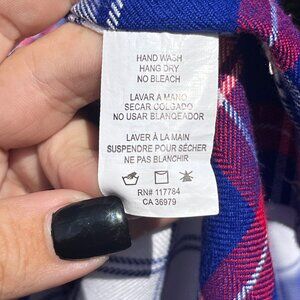 HAND WASH
HANG DRY
NO BLEACH
LAVAR A MANO
SECAR COLGADO
NO USAR BLANQEADOR
LAVER À LA MAIN
SUSPENDRE POUR SÉCHER
NE PAS BLANCHIR
RN# 117784
CA 36979